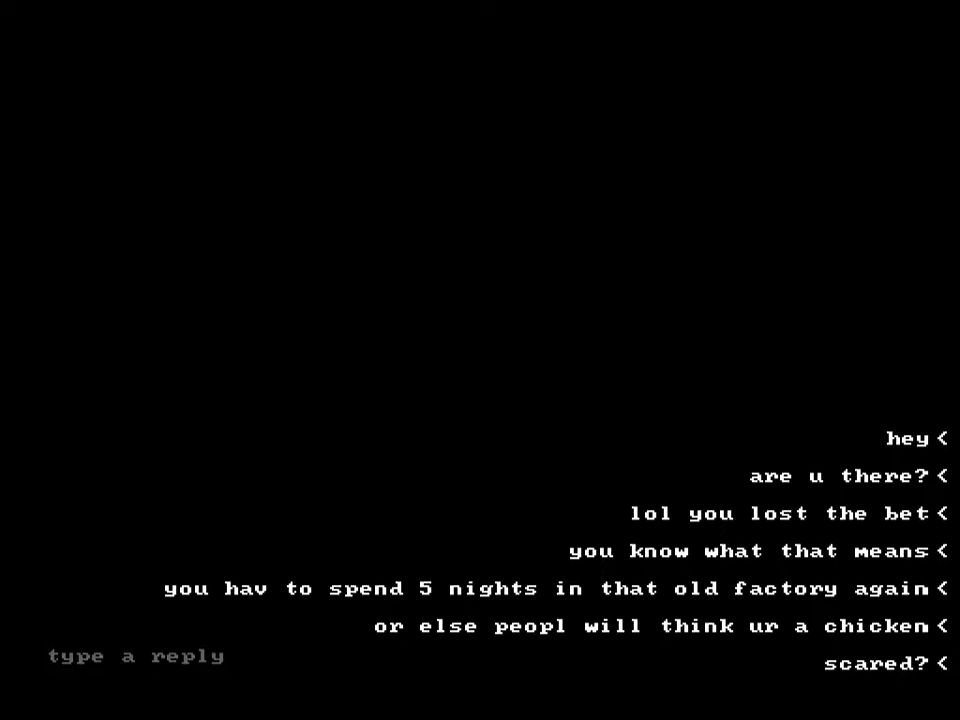 hey <
are u there? <
lol you lost the bet <
you know what that means <
you hav to spend 5 nights in that old factory again <
or else peopl will think ur a chicken <
type a reply
scared? <